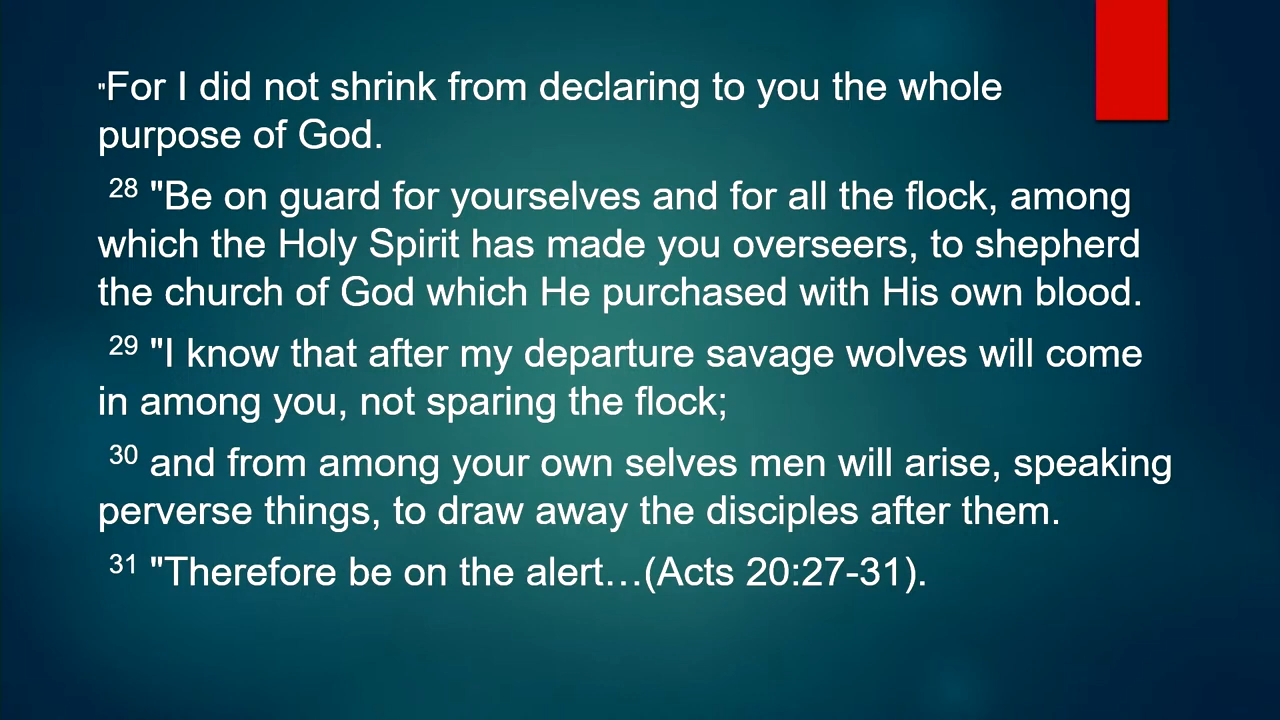 "For I did not shrink from declaring to you the whole
purpose of God.
28 "Be on guard for yourselves and for all the flock, among
which the Holy Spirit has made you overseers, to shepherd
the church of God which He purchased with His own blood.
29 "I know that after my departure savage wolves will come
in among you, not sparing the flock;
30 and from among your own selves men will arise, speaking
perverse things, to draw away the disciples after them.
31 "Therefore be on the alert…(Acts 20:27-31).